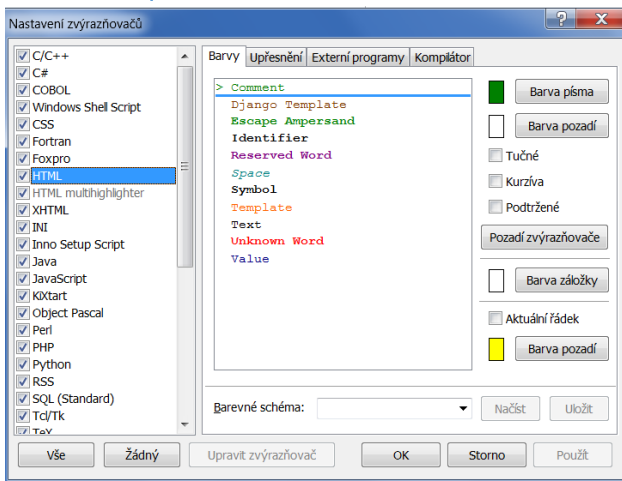 Nastavení zvýrazňovačů
C/C++
C#
COBOL
Windows Shell Script
CSS
Fortran
Foxpro
HTML
HTML multihighlighter
XHTML
INI
Inno Setup Script
Java
JavaScript
KiXtart
Object Pascal
Perl
PHP
Python
RSS
SQL (Standard)
Tcl/Tk
TeX
Barvy Upřesnění Externí programy Kompilátor
> Comment
Django Template
Escape Ampersand
Identifier
Reserved Word
Space
Symbol
Template
Text
Unknown Word
Value
Barva písma
Barva pozadí
Tučné
Kurzíva
Podtržené
Pozadí zvýrazňovače
Barva záložky
Aktuální řádek
Barva pozadí
Barevné schéma: Načíst Uložit
Vše Žádný Upravit zvýrazňovač OK Storno Použít